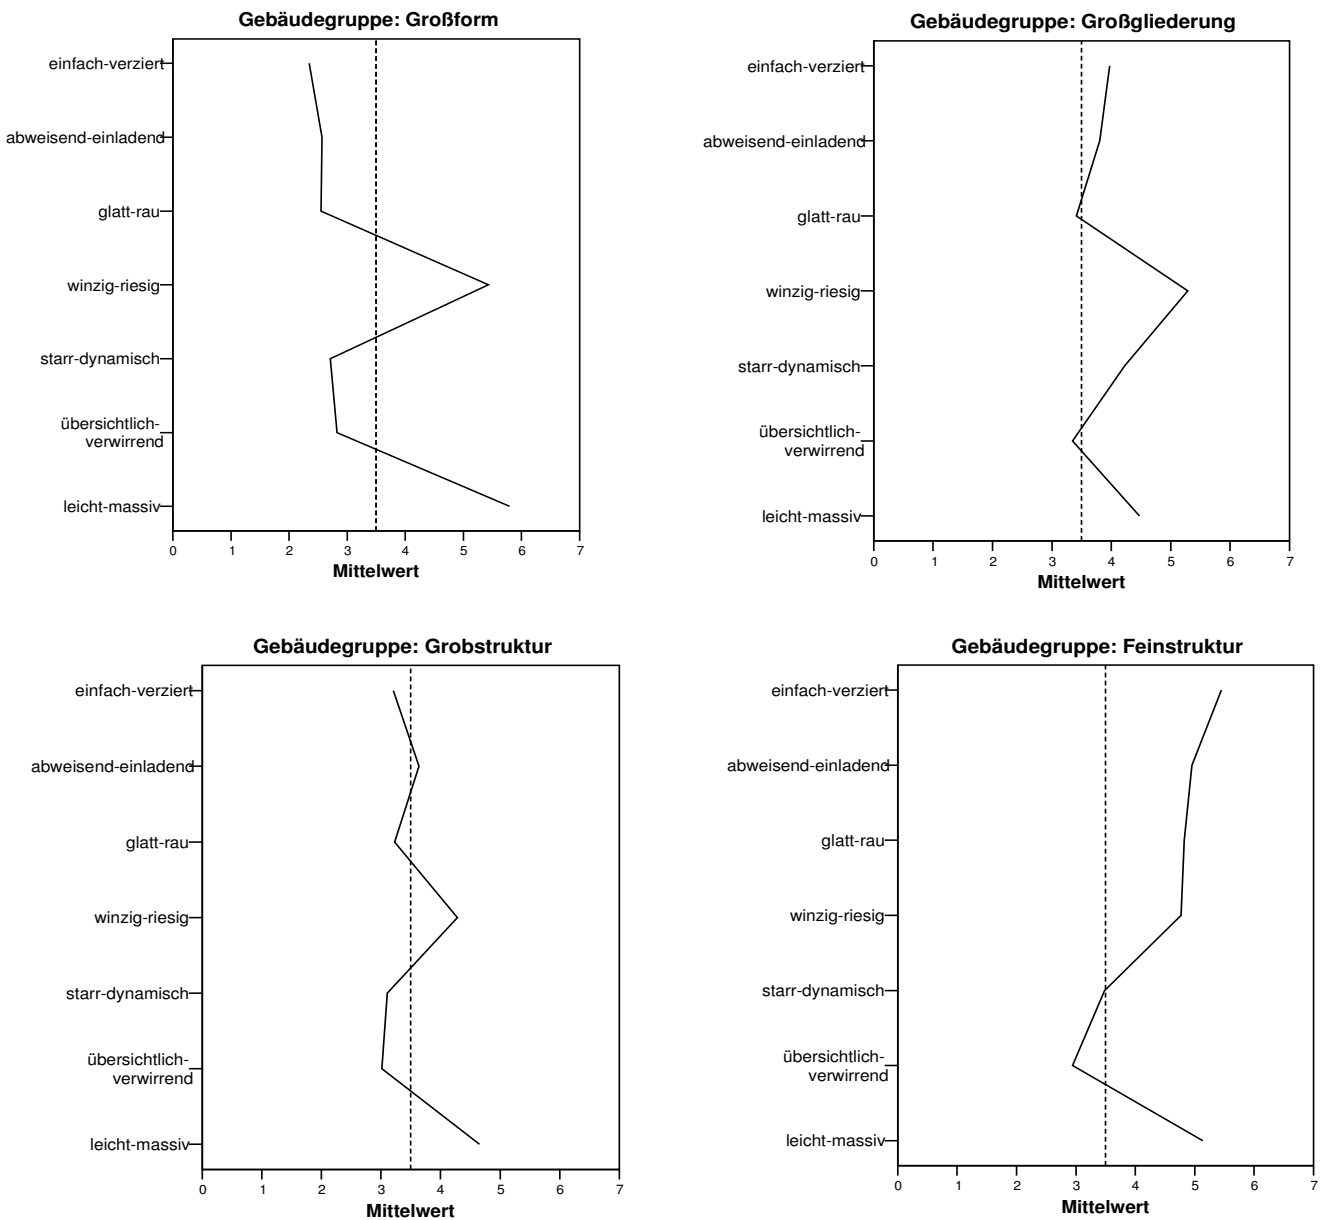 Gebäudegruppe: Großform
einfach-verziert
abweisend-einladend
glatt-rau
winzig-riesig
starr-dynamisch
übersichtlich-
verwirrend
leicht-massiv
0 1 2 3 4 5 6 7
Mittelwert
Gebäudegruppe: Großgliederung
einfach-verziert
abweisend-einladend
glatt-rau
winzig-riesig
starr-dynamisch
übersichtlich-
verwirrend
leicht-massiv
0 1 2 3 4 5 6 7
Mittelwert
Gebäudegruppe: Grobstruktur
einfach-verziert
abweisend-einladend
glatt-rau
winzig-riesig
starr-dynamisch
übersichtlich-
verwirrend
leicht-massiv
0 1 2 3 4 5 6 7
Mittelwert
Gebäudegruppe: Feinstruktur
einfach-verziert
abweisend-einladend
glatt-rau
winzig-riesig
starr-dynamisch
übersichtlich-
verwirrend
leicht-massiv
0 1 2 3 4 5 6 7
Mittelwert